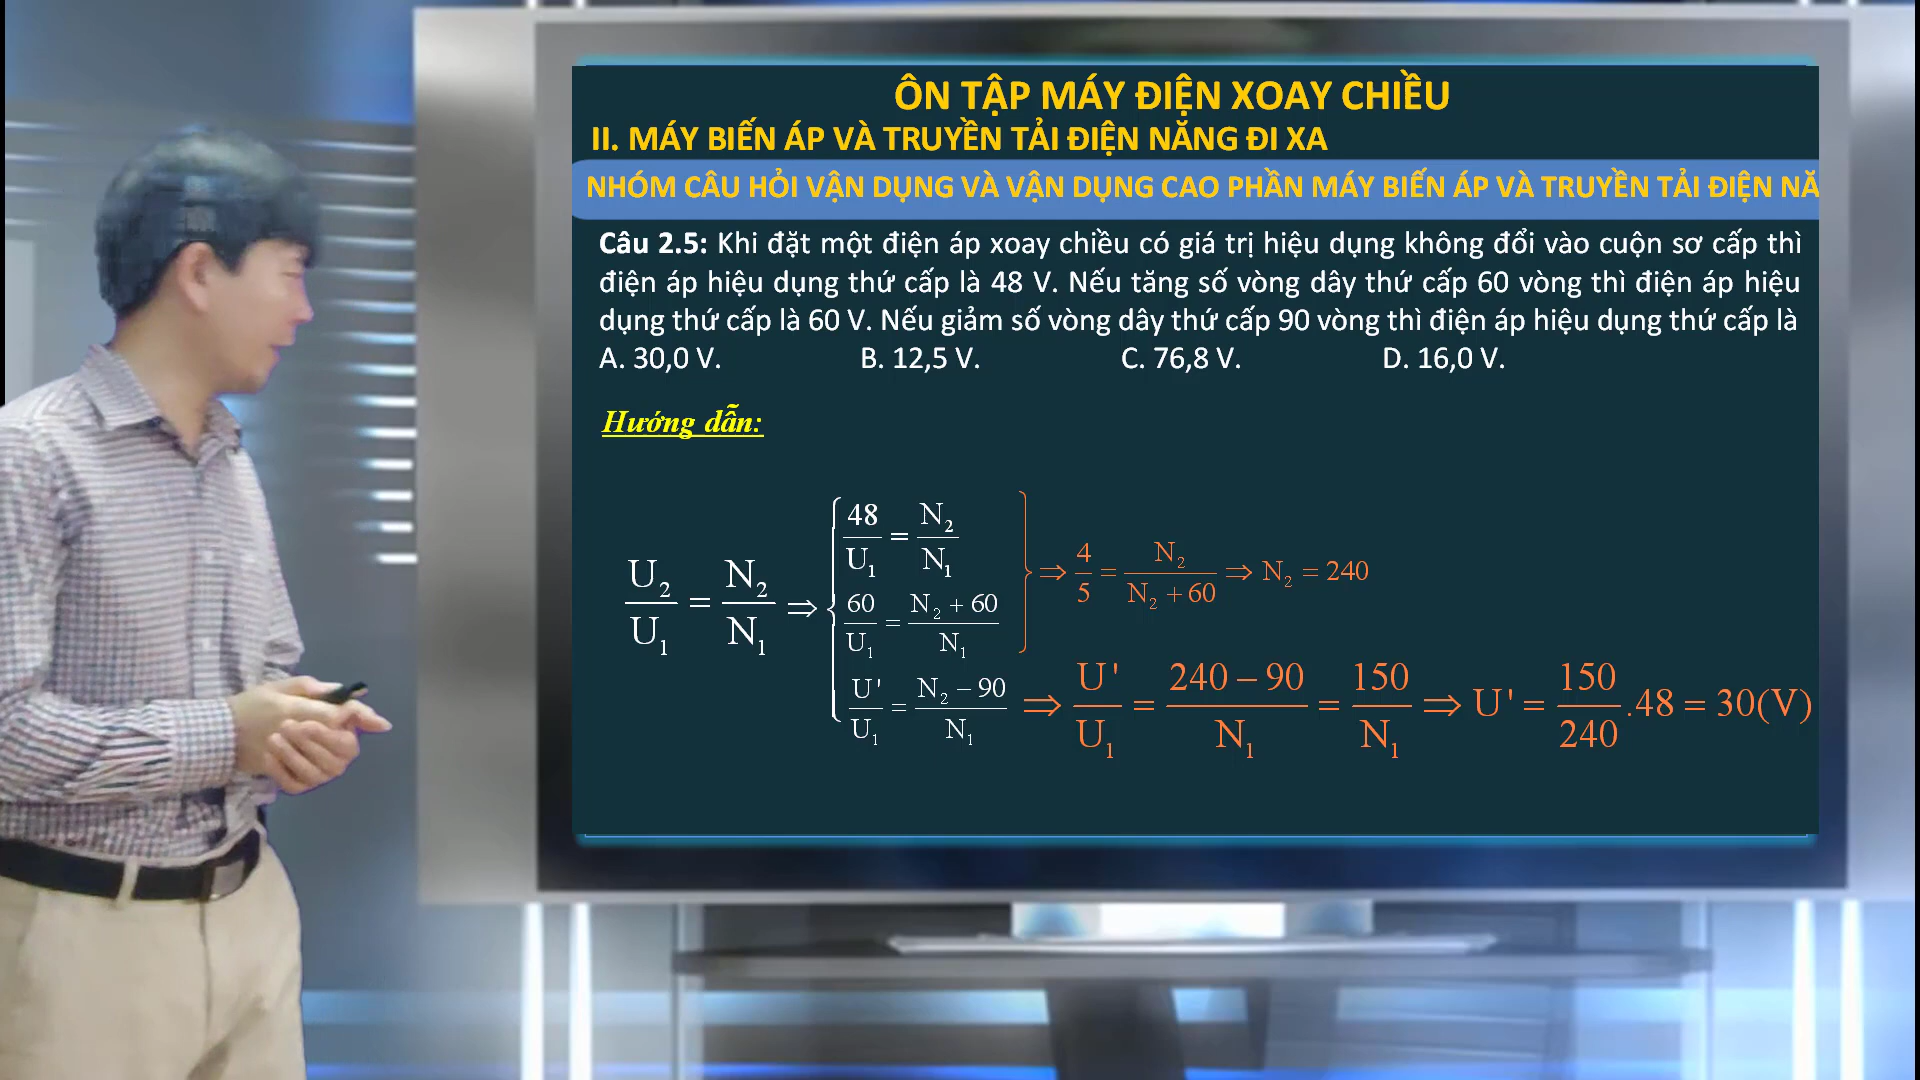 ÔN TẬP MÁY ĐIỆN XOAY CHIỀU
II. MÁY BIẾN ÁP VÀ TRUYỀN TẢI ĐIỆN NĂNG ĐI XA
NHÓM CÂU HỎI VẬN DỤNG VÀ VẬN DỤNG CAO PHẦN MÁY BIẾN ÁP VÀ TRUYỀN TẢI ĐIỆN NĂ
Câu 2.5: Khi đặt một điện áp xoay chiều có giá trị hiệu dụng không đổi vào cuộn sơ cấp thì
điện áp hiệu dụng thứ cấp là 48 V. Nếu tăng số vòng dây thứ cấp 60 vòng thì điện áp hiệu
dụng thứ cấp là 60 V. Nếu giảm số vòng dây thứ cấp 90 vòng thì điện áp hiệu dụng thứ cấp là
A. 30,0 V. B. 12,5 V. C. 76,8 V. D. 16,0 V.
Hướng dẫn:
U₂/U₁ = N₂/N₁ ⇒ {
48/U₁ = N₂/N₁
60/U₁ = (N₂ + 60)/N₁
} ⇒ 4/5 = N₂/(N₂ + 60) ⇒ N₂ = 240
U'/U₁ = (N₂ − 90)/N₁ ⇒ U'/U₁ = (240 − 90)/N₁ = 150/N₁ ⇒ U' = 150/240 .48 = 30(V)